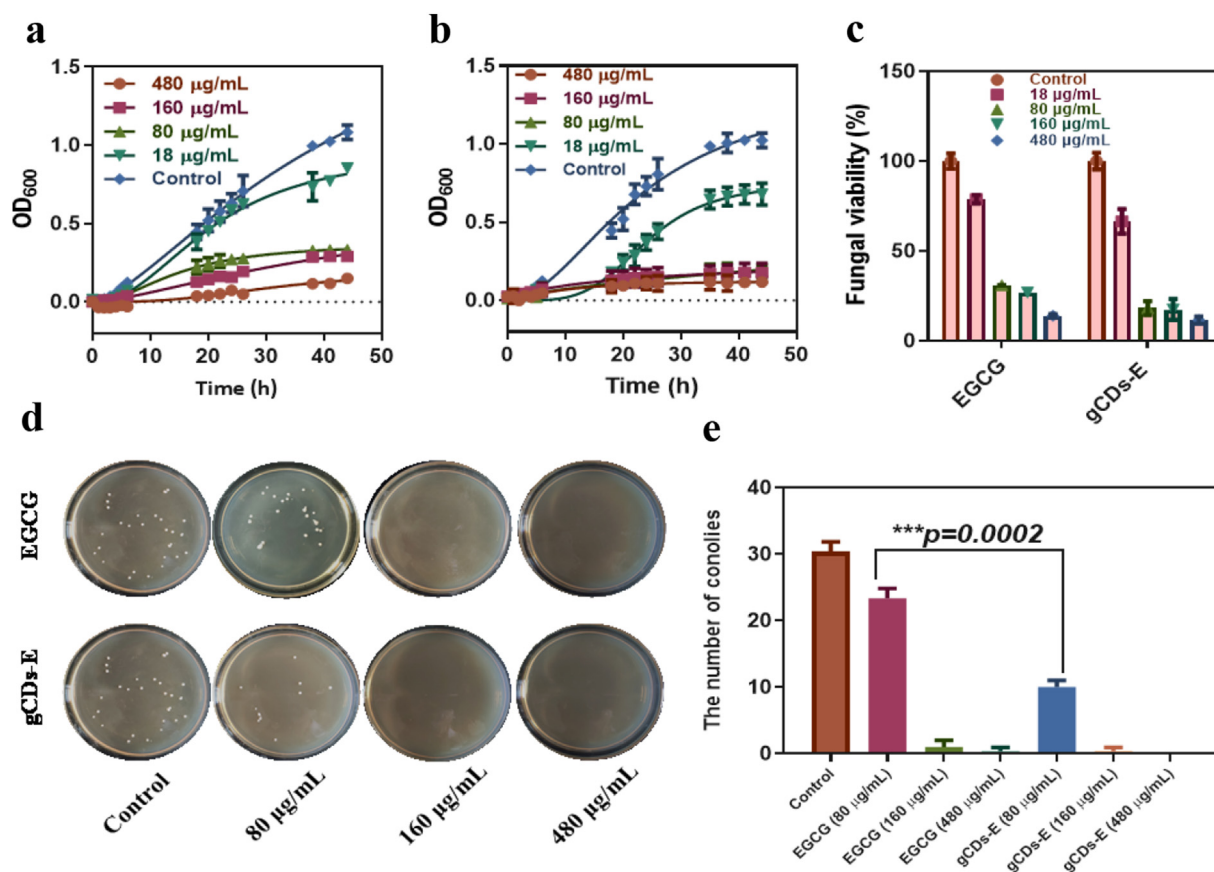 a
1.5
1.0
0.5
0.0
OD600
480 µg/mL
160 µg/mL
80 µg/mL
18 µg/mL
Control
0
10
20
30
40
50
Time (h)
b
1.5
1.0
0.5
0.0
OD600
480 µg/mL
160 µg/mL
80 µg/mL
18 µg/mL
Control
0
10
20
30
40
50
Time (h)
c
150
100
50
0
Fungal viability (%)
Control
18 µg/mL
80 µg/mL
160 µg/mL
480 µg/mL
EGCG
gCDs-E
d
EGCG
gCDs-E
Control
80 µg/mL
160 µg/mL
480 µg/mL
e
40
30
20
10
0
The number of conolies
***p=0.0002
Control
EGCG (80 µg/mL)
EGCG (160 µg/mL)
EGCG (480 µg/mL)
gCDs-E (80 µg/mL)
gCDs-E (160 µg/mL)
gCDs-E (480 µg/mL)